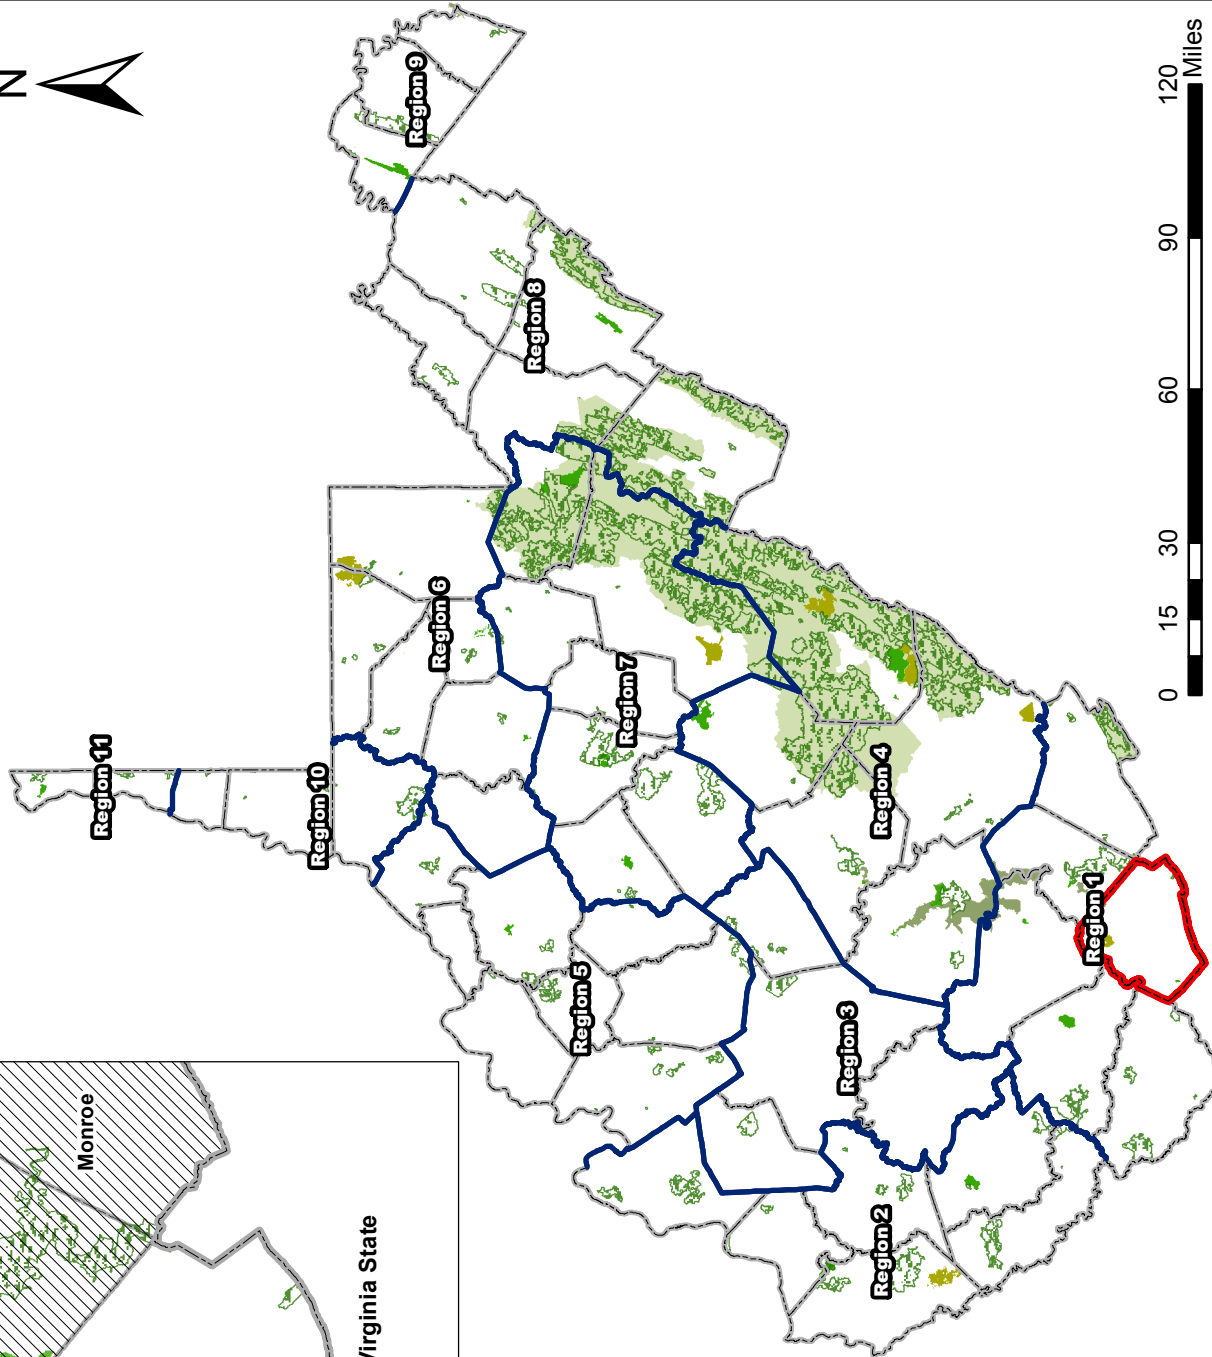 N
Region 11
Region 10
Region 9
Region 8
Region 6
Region 7
Region 5
Region 4
Region 3
Region 1
Region 2
Monroe
Virginia State
0
15
30
60
90
120
Miles